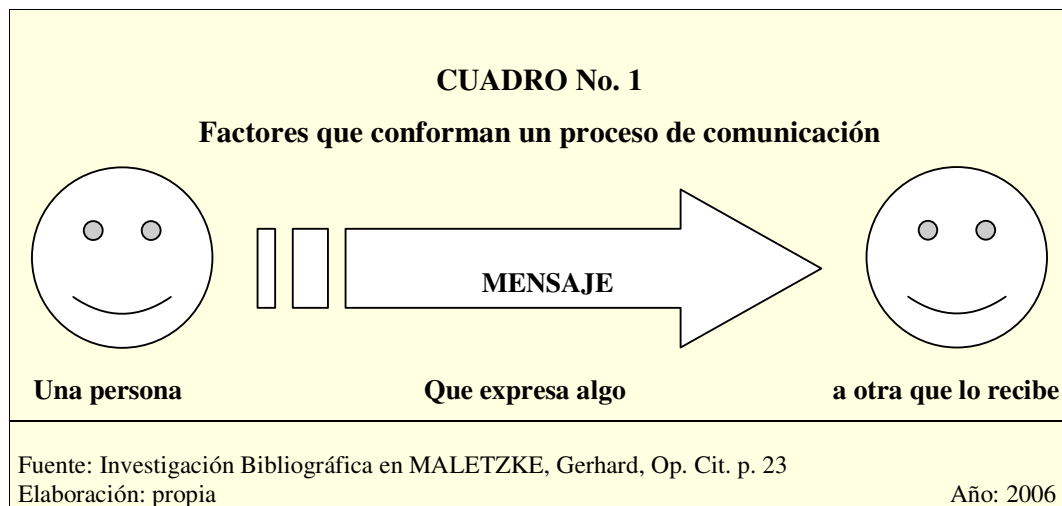 CUADRO No. 1
Factores que conforman un proceso de comunicación
MENSAJE
Una persona Que expresa algo a otra que lo recibe
Fuente: Investigación Bibliográfica en MALETZKE, Gerhard, Op. Cit. p. 23
Elaboración: propia Año: 2006